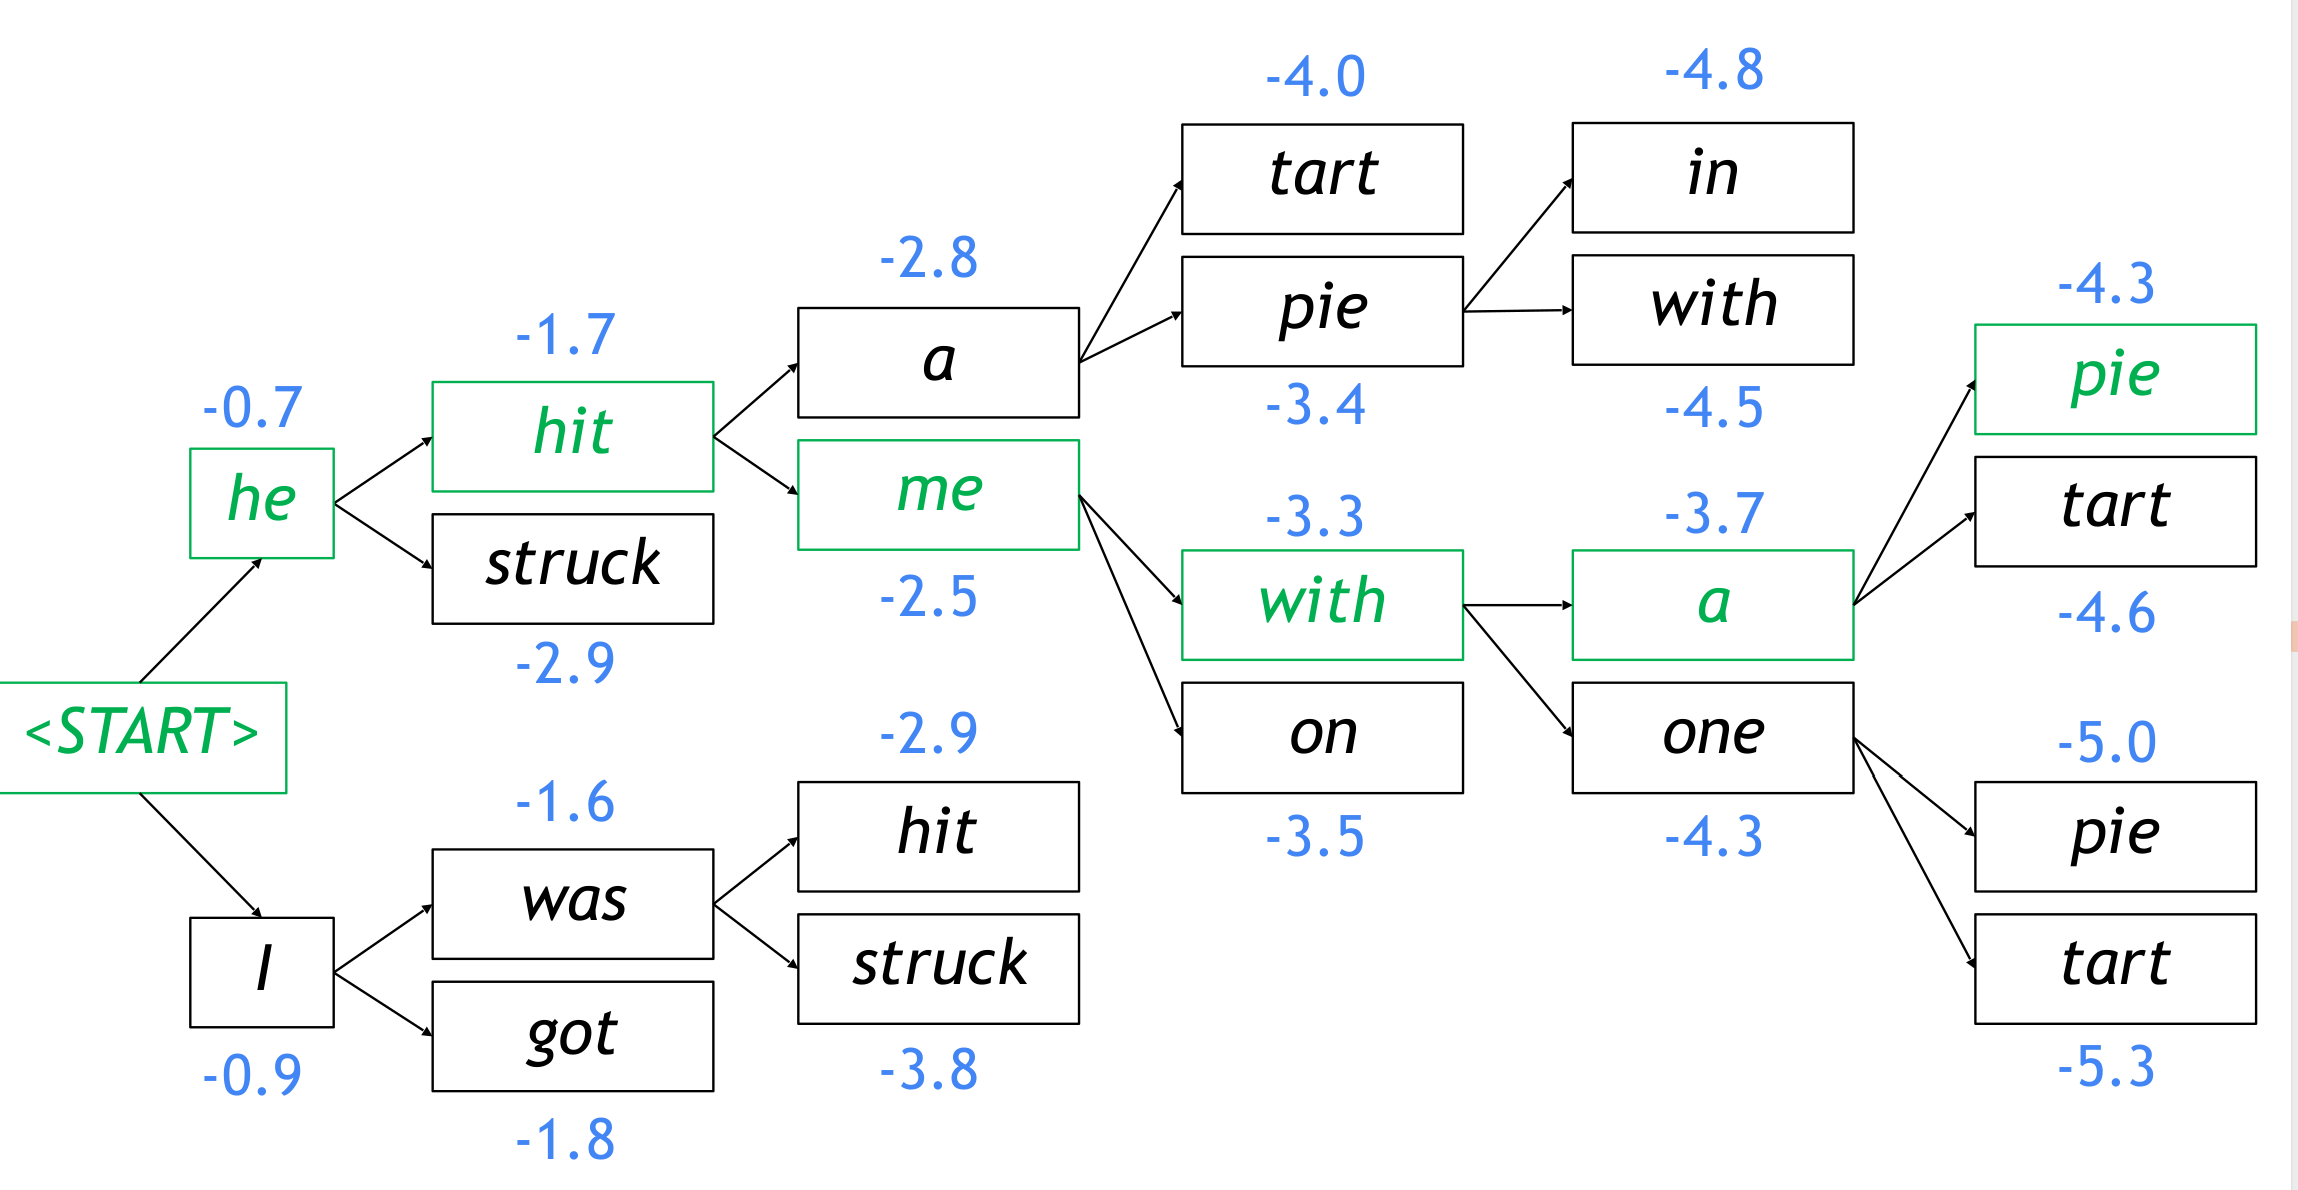 <START>
-0.7
he
I
-0.9
-1.7
hit
struck
-2.9
-1.6
was
got
-1.8
-2.8
a
me
-2.5
-2.9
hit
struck
-3.8
-4.0
tart
pie
-3.4
-3.3
with
on
-3.5
-4.8
in
with
-4.5
-3.7
a
one
-4.3
-4.3
pie
tart
-4.6
-5.0
pie
tart
-5.3